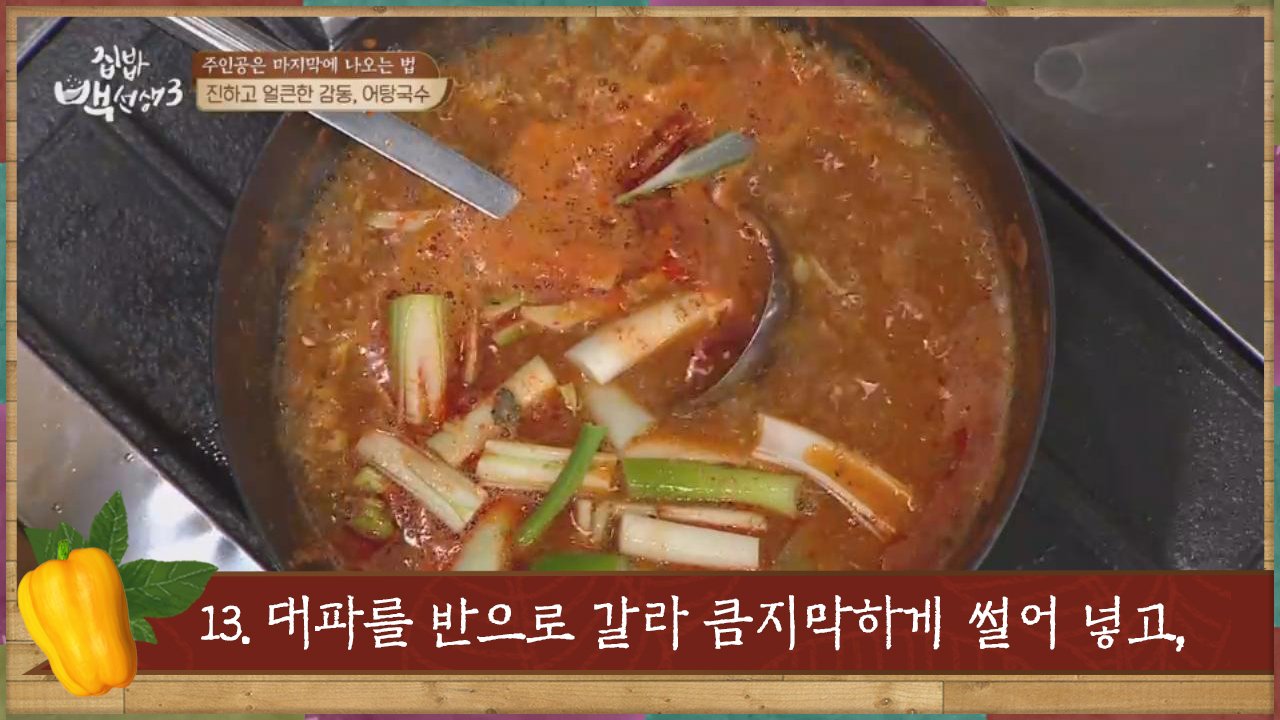 집밥
백선생3
주인공은 마지막에 나오는 법
진하고 얼큰한 감동, 어탕국수
13. 대파를 반으로 갈라 큼지막하게 썰어 넣고,